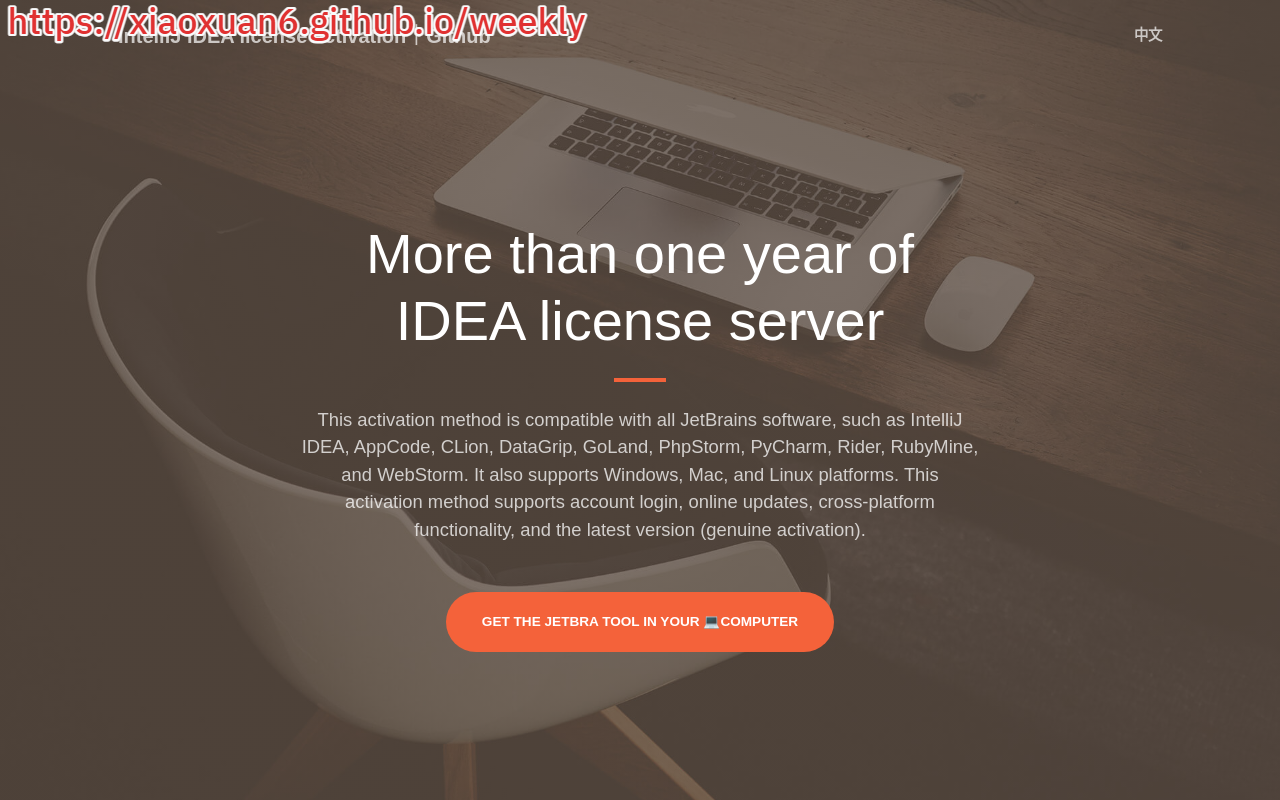 https://xiaoxuan6.github.io/weekly
IntelliJ IDEA license activation | Github
中文
More than one year of
IDEA license server
This activation method is compatible with all JetBrains software, such as IntelliJ
IDEA, AppCode, CLion, DataGrip, GoLand, PhpStorm, PyCharm, Rider, RubyMine,
and WebStorm. It also supports Windows, Mac, and Linux platforms. This
activation method supports account login, online updates, cross-platform
functionality, and the latest version (genuine activation).
GET THE JETBRA TOOL IN YOUR 💻COMPUTER